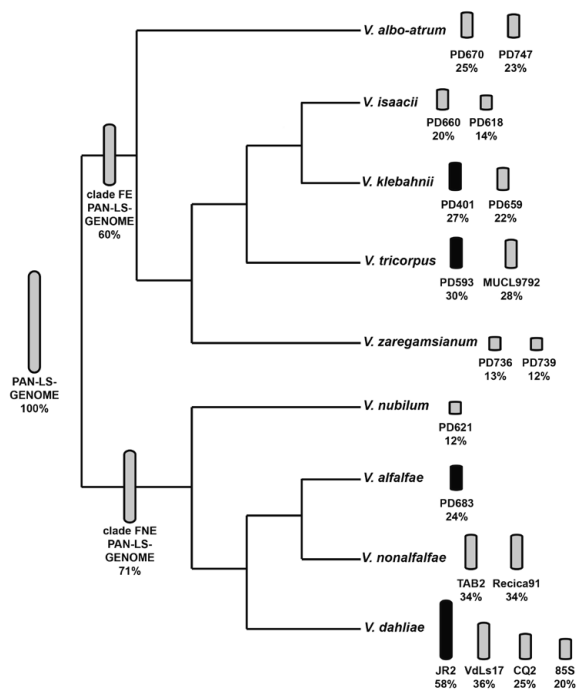 V. albo-atrum
PD670 PD747
25% 23%
V. isaacii
PD660 PD618
20% 14%
clade FE
PAN-LS-
GENOME
60%
V. klebahnii
PD401 PD659
27% 22%
V. tricorpus
PD593 MUCL9792
30% 28%
V. zaregamsianum
PD736 PD739
13% 12%
PAN-LS-
GENOME
100%
V. nubilum
PD621
12%
V. alfalfae
PD683
24%
clade FNE
PAN-LS-
GENOME
71%
V. nonalfalfae
TAB2 Recica91
34% 34%
V. dahliae
JR2 VdLs17 CQ2 85S
58% 36% 25% 20%